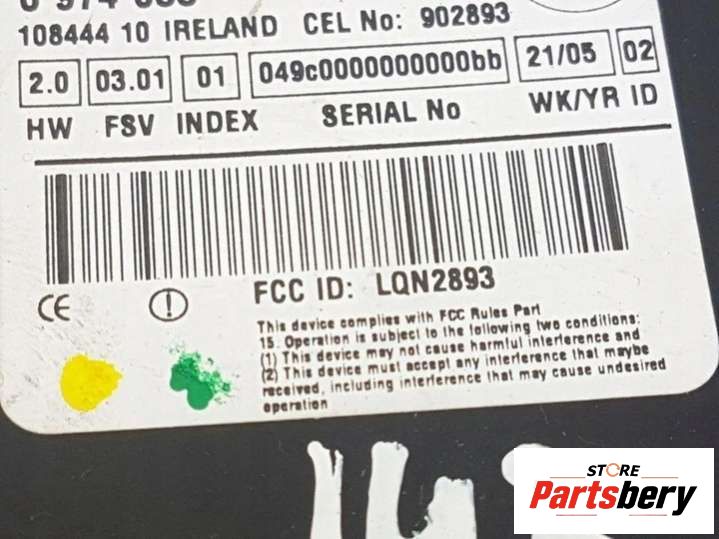 108444 10 IRELAND CEL No: 902893
2.0 03.01 01 049c0000000000bb 21/05 02
HW FSV INDEX SERIAL No WK/YR ID
CE
FCC ID: LQN2893
This device complies with FCC Rules Part
15. Operation is subject to the following two conditions:
(1) This device may not cause harmful interference and
(2) This device must accept any interference that maybe
received, including interference that may cause undesired
operation
STORE
Partsbery